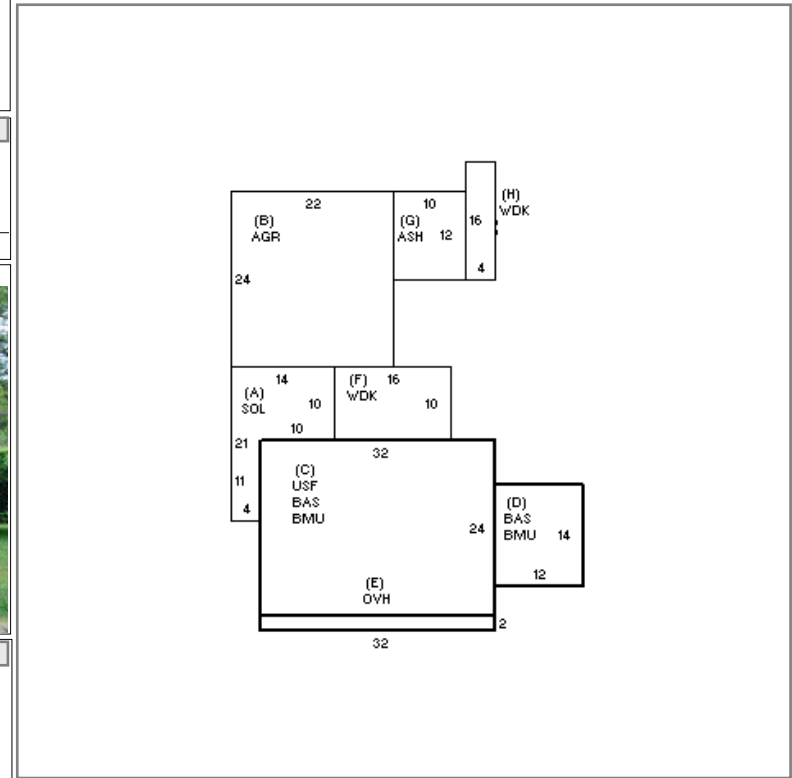 22
(B)
AGR
24
10
(G)
ASH
12
16
4
(H)
WDK
14
(A)
SOL
10
10
21
11
4
(F)
WDK
16
10
32
(C)
USF
BAS
BMU
24
(D)
BAS
BMU
14
12
(E)
OVH
2
32